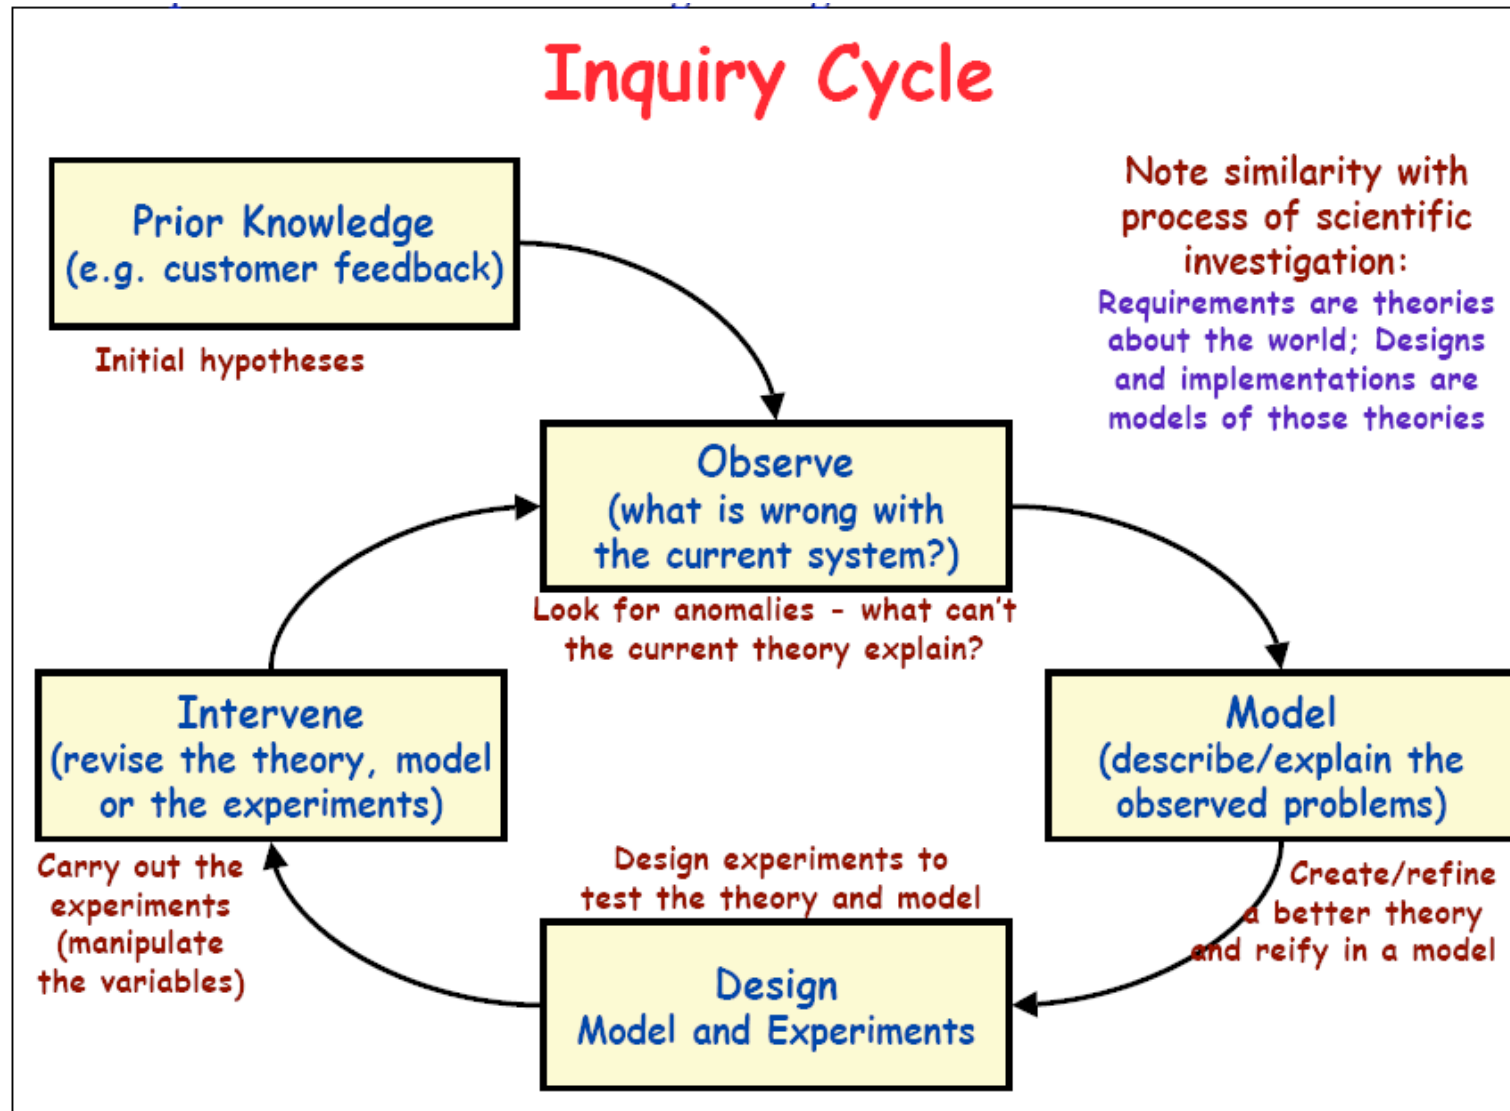 Inquiry Cycle
Prior Knowledge
(e.g. customer feedback)
Initial hypotheses
Note similarity with
process of scientific
investigation:
Requirements are theories
about the world; Designs
and implementations are
models of those theories
Observe
(what is wrong with
the current system?)
Look for anomalies - what can't
the current theory explain?
Intervene
(revise the theory, model
or the experiments)
Carry out the
experiments
(manipulate
the variables)
Model
(describe/explain the
observed problems)
Create/refine
a better theory
and reify in a model
Design experiments to
test the theory and model
Design
Model and Experiments